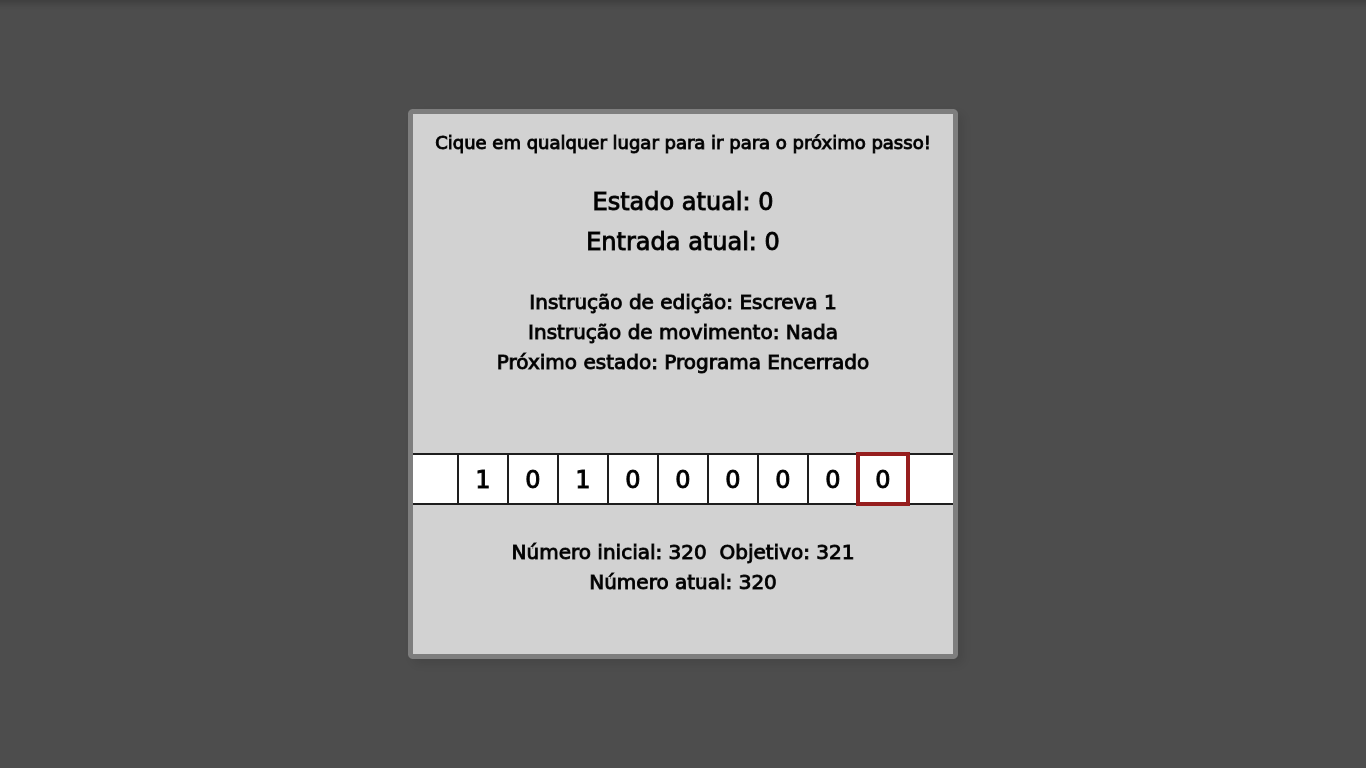 Cique em qualquer lugar para ir para o próximo passo!
Estado atual: 0
Entrada atual: 0
Instrução de edição: Escreva 1
Instrução de movimento: Nada
Próximo estado: Programa Encerrado
1 0 1 0 0 0 0 0 0
Número inicial: 320 Objetivo: 321
Número atual: 320